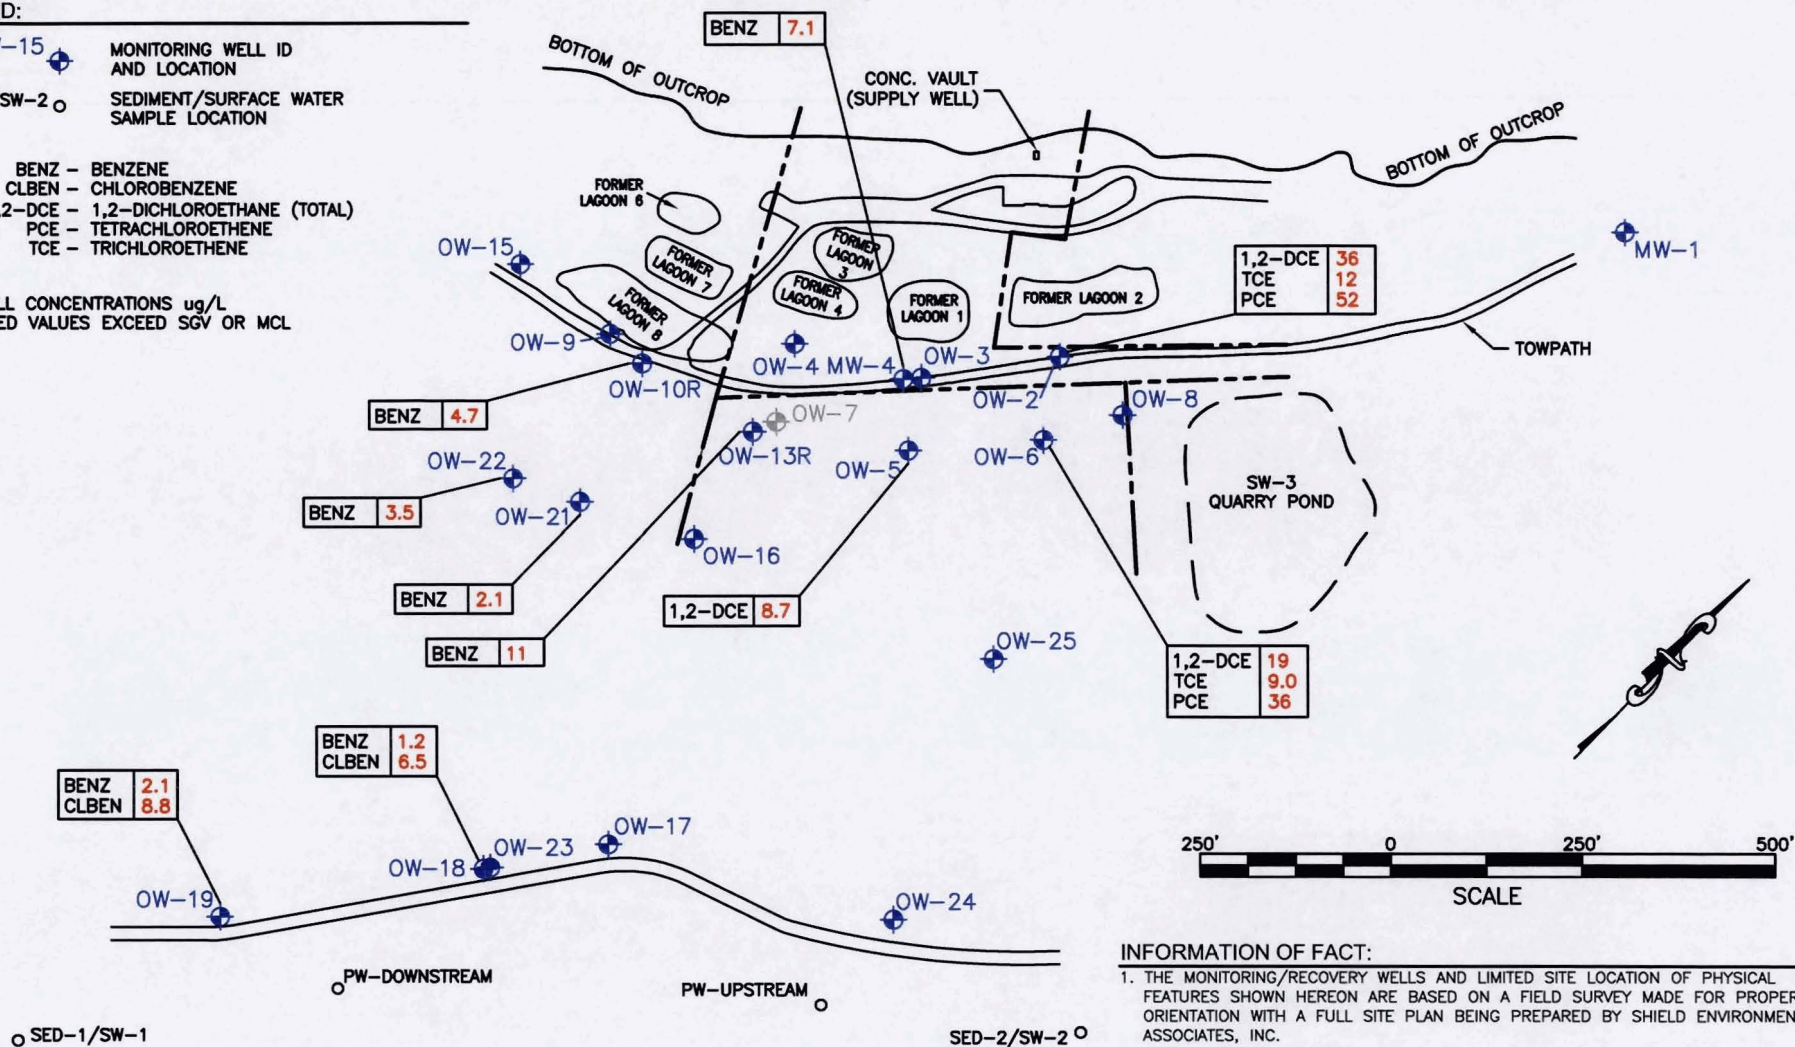 D:
-15
MONITORING WELL ID
AND LOCATION
SW-2
SEDIMENT/SURFACE WATER
SAMPLE LOCATION
BENZ - BENZENE
CLBEN - CHLOROBENZENE
,2-DCE - 1,2-DICHLOROETHANE (TOTAL)
PCE - TETRACHLOROETHENE
TCE - TRICHLOROETHENE
LL CONCENTRATIONS ug/L
ED VALUES EXCEED SGV OR MCL
BENZ 7.1
BOTTOM OF OUTCROP
CONC. VAULT
(SUPPLY WELL)
BOTTOM OF OUTCROP
FORMER
LAGOON 6
FORMER
LAGOON 7
FORMER
LAGOON 8
FORMER
LAGOON
3
FORMER
LAGOON 4
FORMER
LAGOON 1
FORMER LAGOON 2
1,2-DCE 36
TCE 12
PCE 52
MW-1
OW-15
OW-9
OW-10R
OW-4
MW-4
OW-3
OW-2
TOWPATH
BENZ 4.7
OW-7
OW-13R
OW-5
OW-6
OW-8
OW-22
BENZ 3.5
OW-21
OW-16
SW-3
QUARRY POND
BENZ 2.1
1,2-DCE 8.7
BENZ 11
OW-25
1,2-DCE 19
TCE 9.0
PCE 36
N
BENZ 1.2
CLBEN 6.5
BENZ 2.1
CLBEN 8.8
OW-17
OW-23
OW-18
OW-19
OW-24
250' 0 250' 500'
SCALE
PW-DOWNSTREAM
PW-UPSTREAM
SED-1/SW-1
SED-2/SW-2
INFORMATION OF FACT:
1. THE MONITORING/RECOVERY WELLS AND LIMITED SITE LOCATION OF PHYSICAL
FEATURES SHOWN HEREON ARE BASED ON A FIELD SURVEY MADE FOR PROPER
ORIENTATION WITH A FULL SITE PLAN BEING PREPARED BY SHIELD ENVIRONMEN
ASSOCIATES, INC.